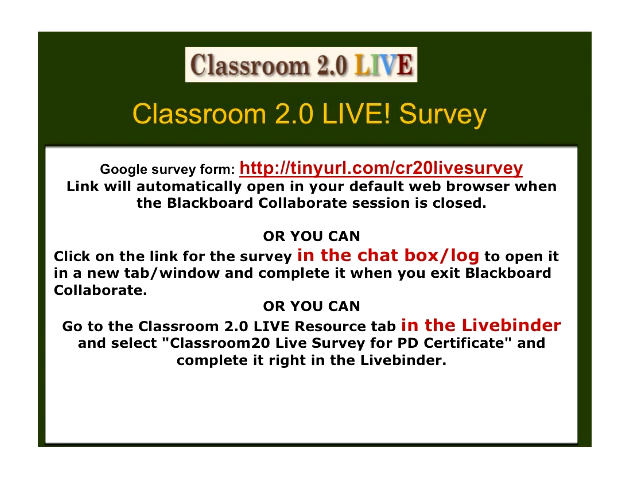 Classroom 2.0 LIVE
Classroom 2.0 LIVE! Survey
Google survey form: http://tinyurl.com/cr20livesurvey
Link will automatically open in your default web browser when
the Blackboard Collaborate session is closed.
OR YOU CAN
Click on the link for the survey in the chat box/log to open it
in a new tab/window and complete it when you exit Blackboard
Collaborate.
OR YOU CAN
Go to the Classroom 2.0 LIVE Resource tab in the Livebinder
and select "Classroom20 Live Survey for PD Certificate" and
complete it right in the Livebinder.